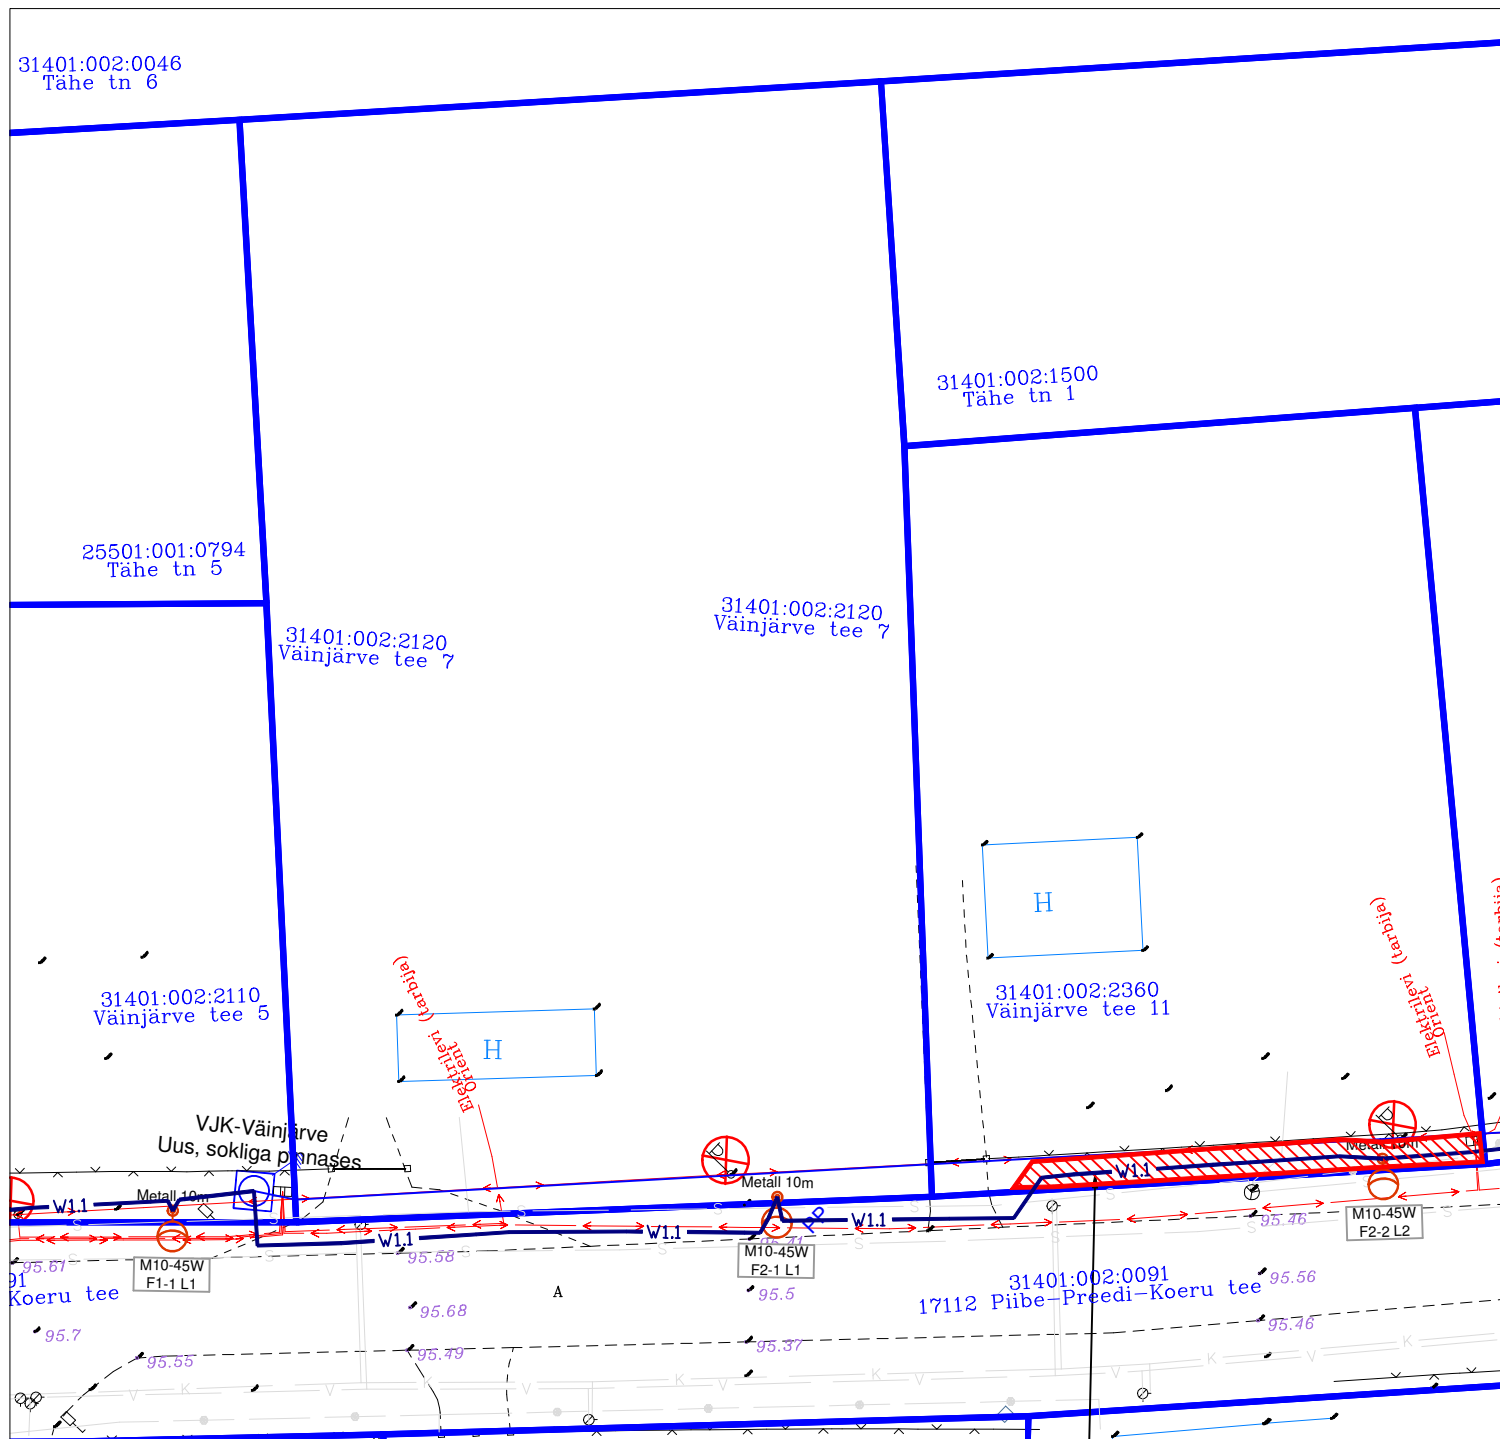 31401:002:0046
Tähe tn 6
31401:002:1500
Tähe tn 1
25501:001:0794
Tähe tn 5
31401:002:2120
Väinjärve tee 7
31401:002:2120
Väinjärve tee 7
H
31401:002:2360
Väinjärve tee 11
31401:002:2110
Väinjärve tee 5
H
Elektrilevi (tarbija)
Orient
Elektrilevi (tarbija)
Orient
VJK-Väinjärve
Uus, sokliga pinnases
Metall 10m
Metall 10m
Metall 10m
W1.1
W1.1
W1.1
W1.1
W1.1
PP
M10-45W
F1-1 L1
M10-45W
F2-1 L1
M10-45W
F2-2 L2
95.61
95.58
95.41
95.46
91
Koeru tee
A
95.68
95.5
31401:002:0091
17112 Piibe-Preedi-Koeru tee
95.56
95.7
95.55
95.49
95.37
95.46
V
K
V
K
V
K
V
V
K
V
K